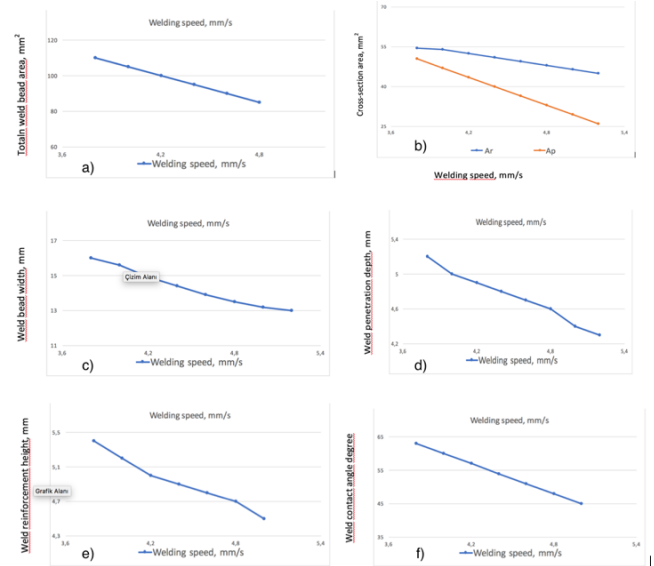 Welding speed, mm/s
Totaln weld bead area, mm²
120
100
80
60
3,6
4,2
4,8
a)
Welding speed, mm/s
70
55
40
25
3,6
4,2
4,8
5,4
Cross-section area, mm²
b)
Ar
Ap
Welding speed, mm/s
Welding speed, mm/s
Weld bead width, mm
17
15
13
11
Çizim Alanı
3,6
4,2
4,8
5,4
c)
Welding speed, mm/s
Welding speed, mm/s
Weld penetration depth, mm
5,4
5
4,6
4,2
3,6
4,2
4,8
5,4
d)
Welding speed, mm/s
Welding speed, mm/s
Weld reinforcement height, mm
5,5
5,1
4,7
4,3
Grafik Alanı
3,6
4,2
4,8
5,4
e)
Welding speed, mm/s
Welding speed, mm/s
Weld contact angle degree
65
55
45
35
3,6
4,2
4,8
5,4
f)
Welding speed, mm/s